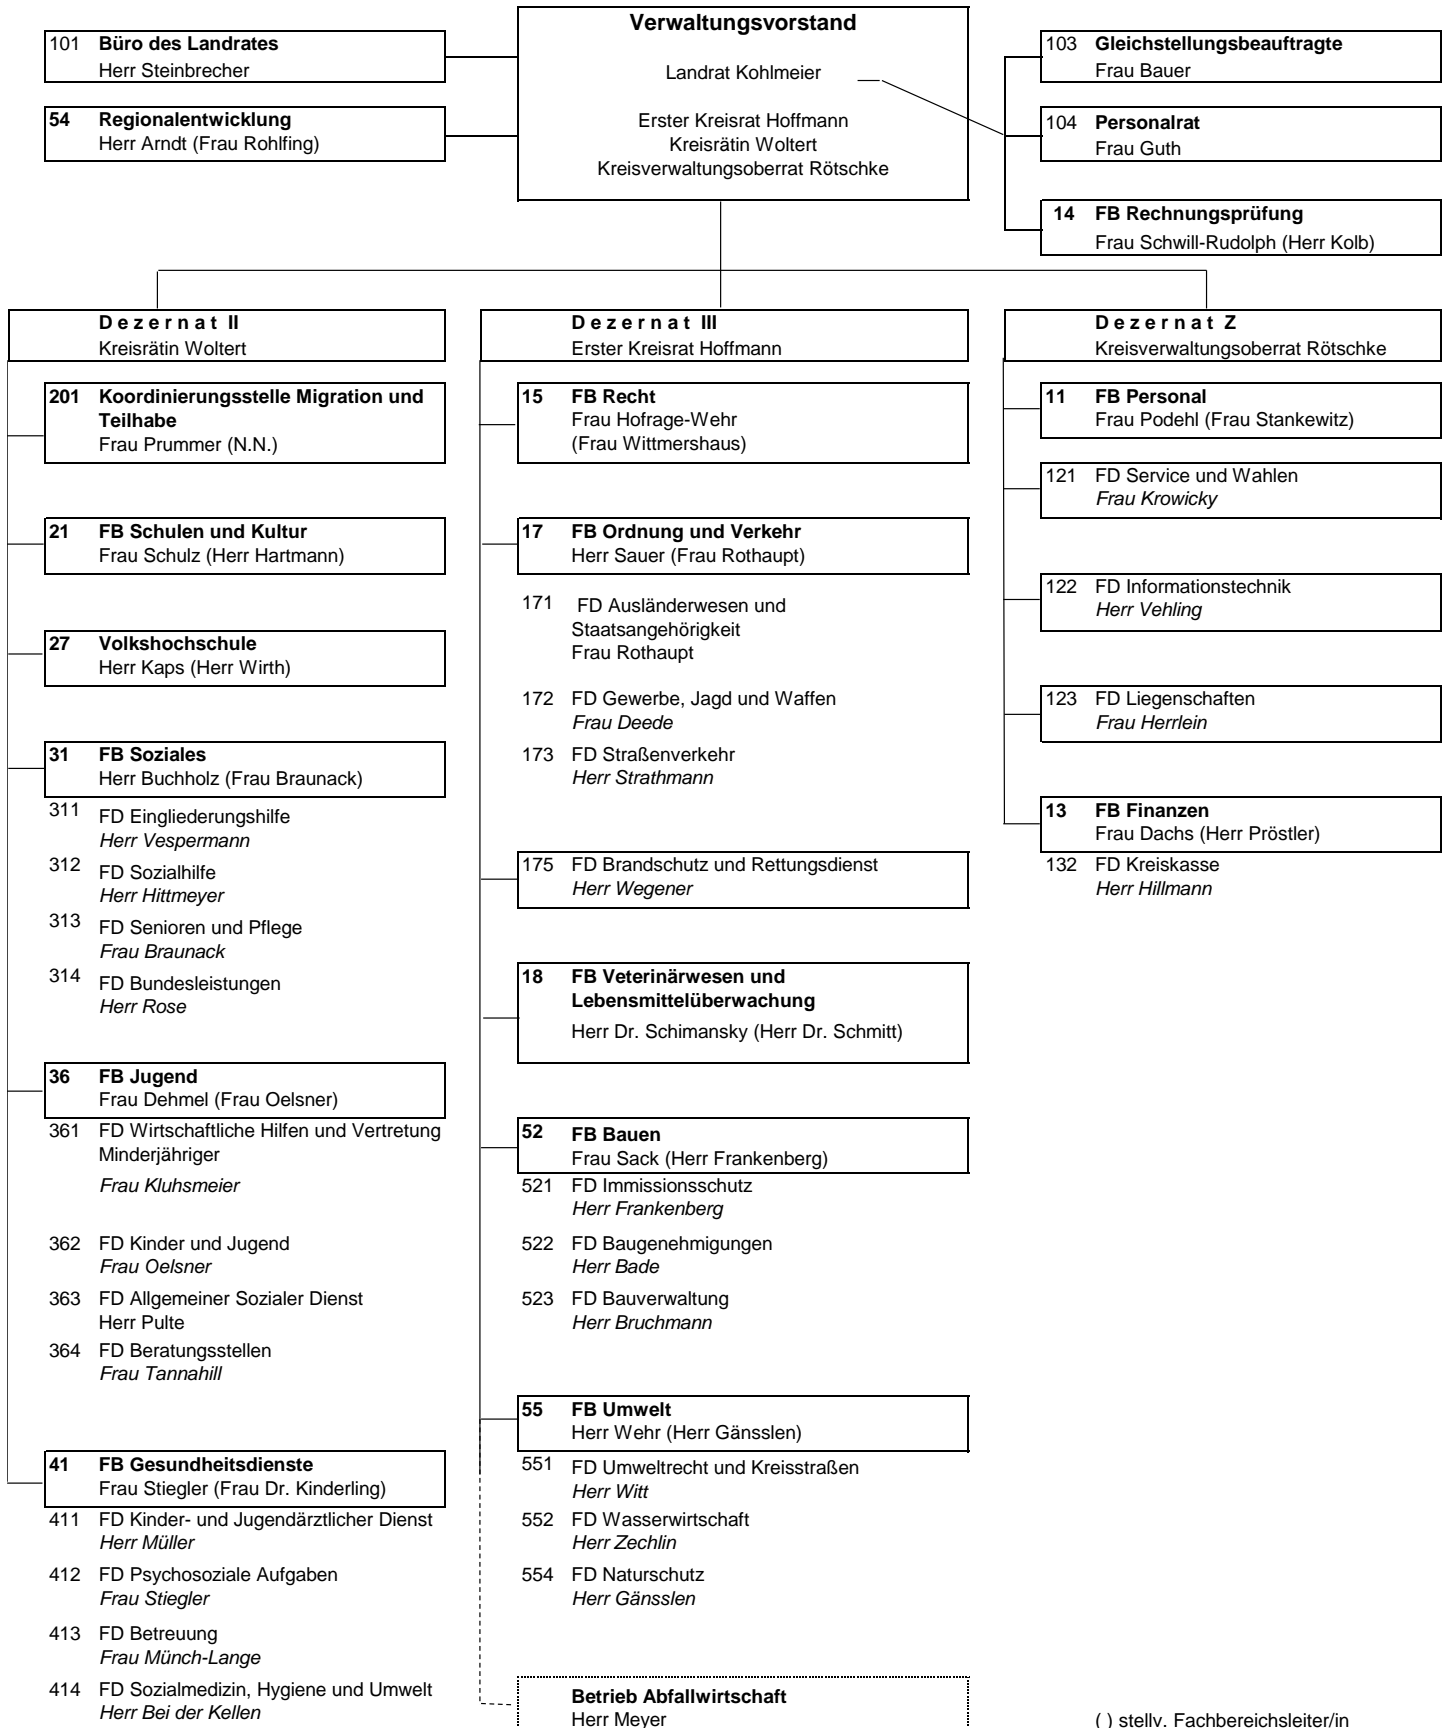 Verwaltungsvorstand
Landrat Kohlmeier
Erster Kreisrat Hoffmann
Kreisrätin Woltert
Kreisverwaltungsoberrat Rötschke
101 Büro des Landrates
Herr Steinbrecher
54 Regionalentwicklung
Herr Arndt (Frau Rohlfing)
103 Gleichstellungsbeauftragte
Frau Bauer
104 Personalrat
Frau Guth
14 FB Rechnungsprüfung
Frau Schwill-Rudolph (Herr Kolb)
D e z e r n a t II
Kreisrätin Woltert
201 Koordinierungsstelle Migration und
Teilhabe
Frau Prummer (N.N.)
21 FB Schulen und Kultur
Frau Schulz (Herr Hartmann)
27 Volkshochschule
Herr Kaps (Herr Wirth)
31 FB Soziales
Herr Buchholz (Frau Braunack)
311 FD Eingliederungshilfe
Herr Vespermann
312 FD Sozialhilfe
Herr Hittmeyer
313 FD Senioren und Pflege
Frau Braunack
314 FD Bundesleistungen
Herr Rose
36 FB Jugend
Frau Dehmel (Frau Oelsner)
361 FD Wirtschaftliche Hilfen und Vertretung
Minderjähriger
Frau Kluhsmeier
362 FD Kinder und Jugend
Frau Oelsner
363 FD Allgemeiner Sozialer Dienst
Herr Pulte
364 FD Beratungsstellen
Frau Tannahill
41 FB Gesundheitsdienste
Frau Stiegler (Frau Dr. Kinderling)
411 FD Kinder- und Jugendärztlicher Dienst
Herr Müller
412 FD Psychosoziale Aufgaben
Frau Stiegler
413 FD Betreuung
Frau Münch-Lange
414 FD Sozialmedizin, Hygiene und Umwelt
Herr Bei der Kellen
D e z e r n a t III
Erster Kreisrat Hoffmann
15 FB Recht
Frau Hofrage-Wehr
(Frau Wittmershaus)
17 FB Ordnung und Verkehr
Herr Sauer (Frau Rothaupt)
171 FD Ausländerwesen und
Staatsangehörigkeit
Frau Rothaupt
172 FD Gewerbe, Jagd und Waffen
Frau Deede
173 FD Straßenverkehr
Herr Strathmann
175 FD Brandschutz und Rettungsdienst
Herr Wegener
18 FB Veterinärwesen und
Lebensmittelüberwachung
Herr Dr. Schimansky (Herr Dr. Schmitt)
52 FB Bauen
Frau Sack (Herr Frankenberg)
521 FD Immissionsschutz
Herr Frankenberg
522 FD Baugenehmigungen
Herr Bade
523 FD Bauverwaltung
Herr Bruchmann
55 FB Umwelt
Herr Wehr (Herr Gänsslen)
551 FD Umweltrecht und Kreisstraßen
Herr Witt
552 FD Wasserwirtschaft
Herr Zechlin
554 FD Naturschutz
Herr Gänsslen
Betrieb Abfallwirtschaft
Herr Meyer
D e z e r n a t Z
Kreisverwaltungsoberrat Rötschke
11 FB Personal
Frau Podehl (Frau Stankewitz)
121 FD Service und Wahlen
Frau Krowicky
122 FD Informationstechnik
Herr Vehling
123 FD Liegenschaften
Frau Herrlein
13 FB Finanzen
Frau Dachs (Herr Pröstler)
132 FD Kreiskasse
Herr Hillmann
( ) stellv. Fachbereichsleiter/in